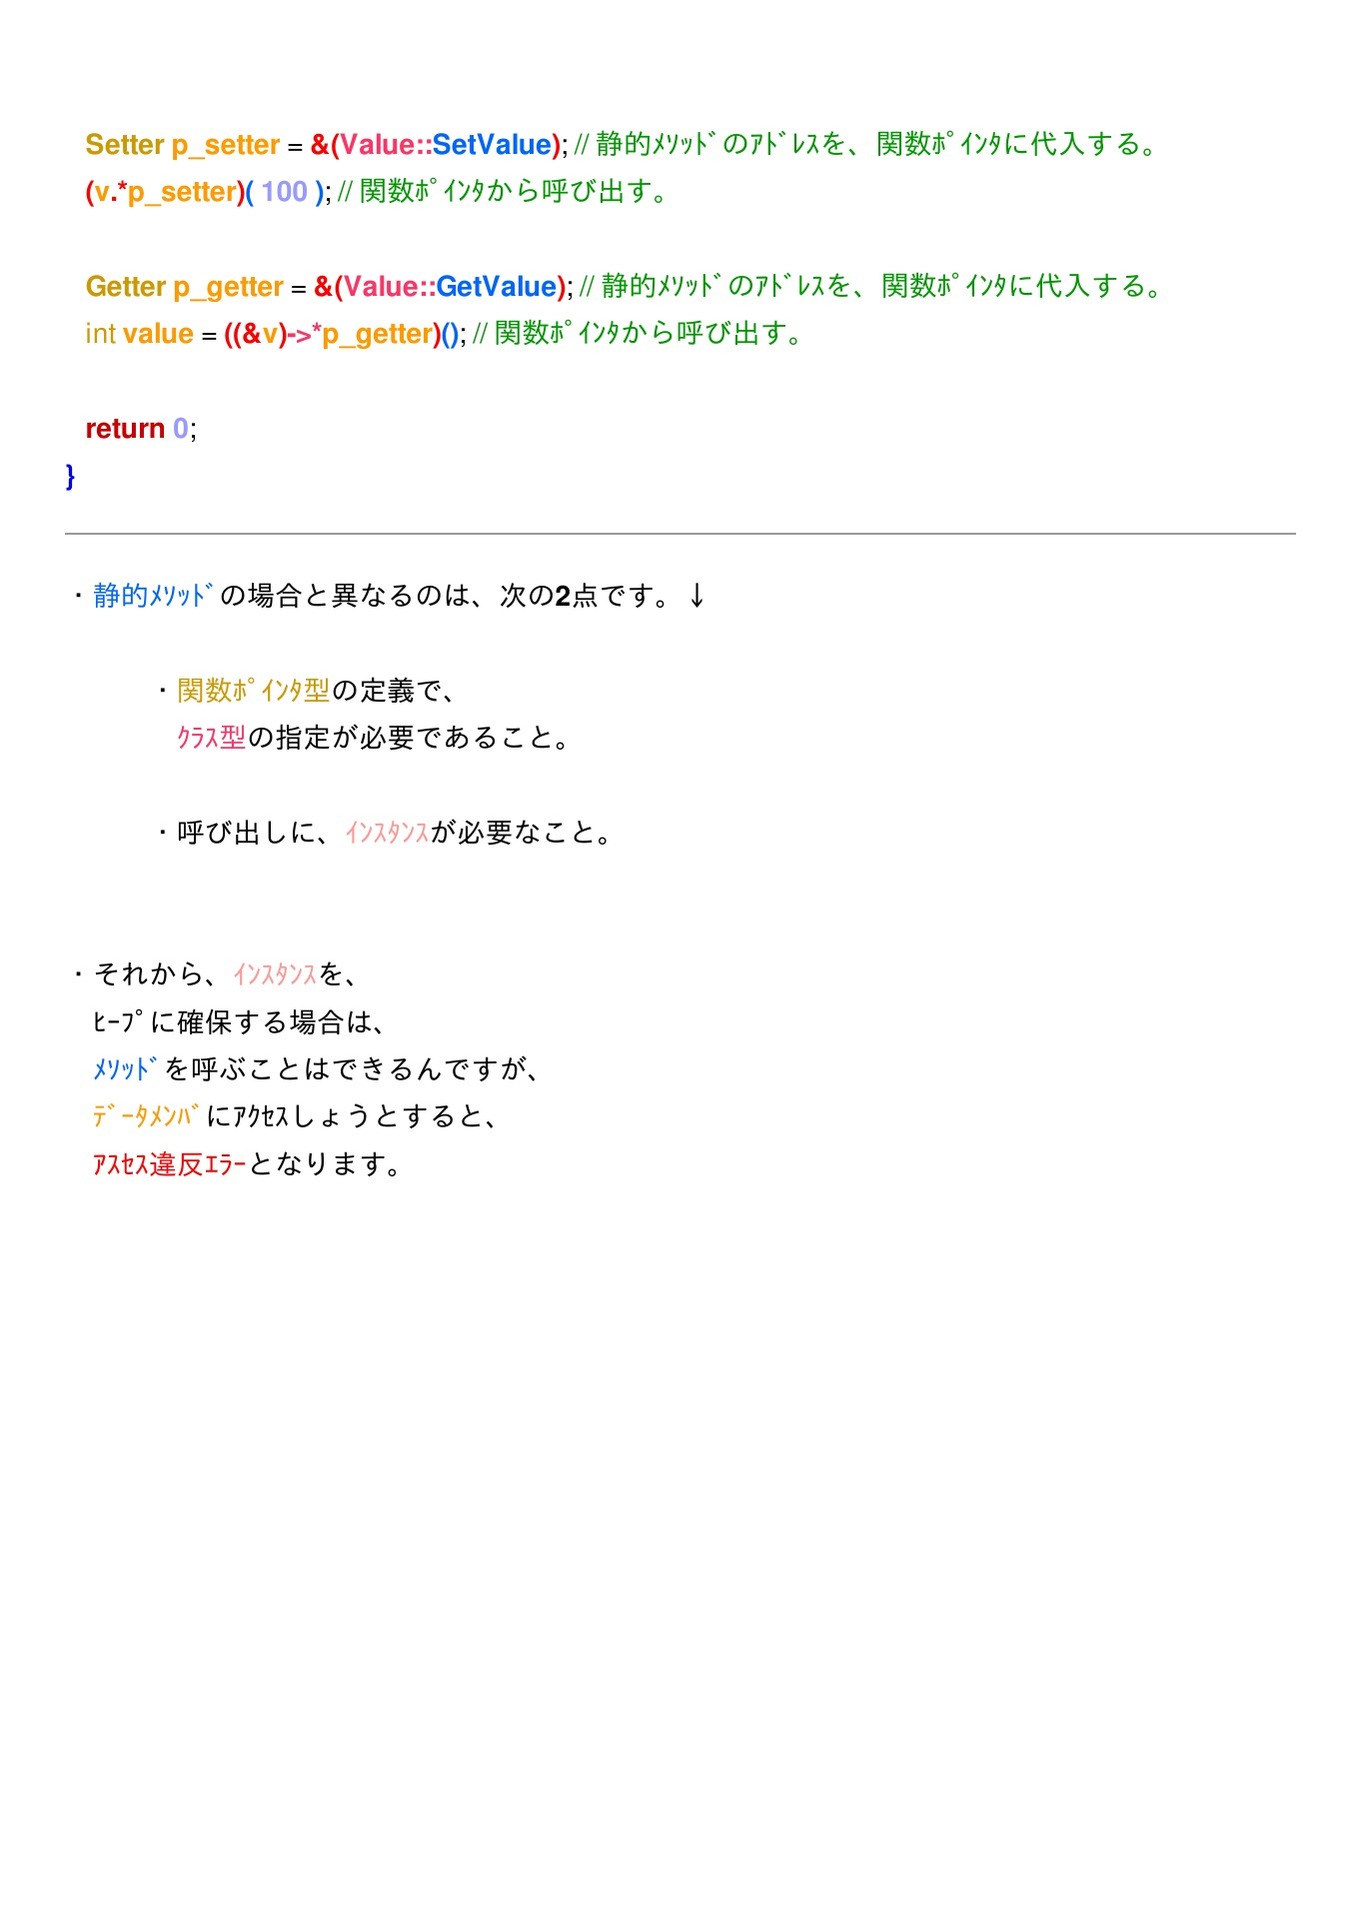 Setter p_setter = &(Value::SetValue); // 静的ﾒｿｯﾄﾞのｱﾄﾞﾚｽを、関数ﾎﾟｲﾝﾀに代入する。
(v.*p_setter)( 100 ); // 関数ﾎﾟｲﾝﾀから呼び出す。
Getter p_getter = &(Value::GetValue); // 静的ﾒｿｯﾄﾞのｱﾄﾞﾚｽを、関数ﾎﾟｲﾝﾀに代入する。
int value = ((&v)->*p_getter)(); // 関数ﾎﾟｲﾝﾀから呼び出す。
return 0;
}
・静的ﾒｿｯﾄﾞの場合と異なるのは、次の2点です。↓
・関数ﾎﾟｲﾝﾀ型の定義で、
ｸﾗｽ型の指定が必要であること。
・呼び出しに、ｲﾝｽﾀﾝｽが必要なこと。
・それから、ｲﾝｽﾀﾝｽを、
ﾋｰﾌﾟに確保する場合は、
ﾒｿｯﾄﾞを呼ぶことはできるんですが、
ﾃﾞｰﾀﾒﾝﾊﾞにｱｸｾｽしょうとすると、
ｱｽｾｽ違反ｴﾗｰとなります。